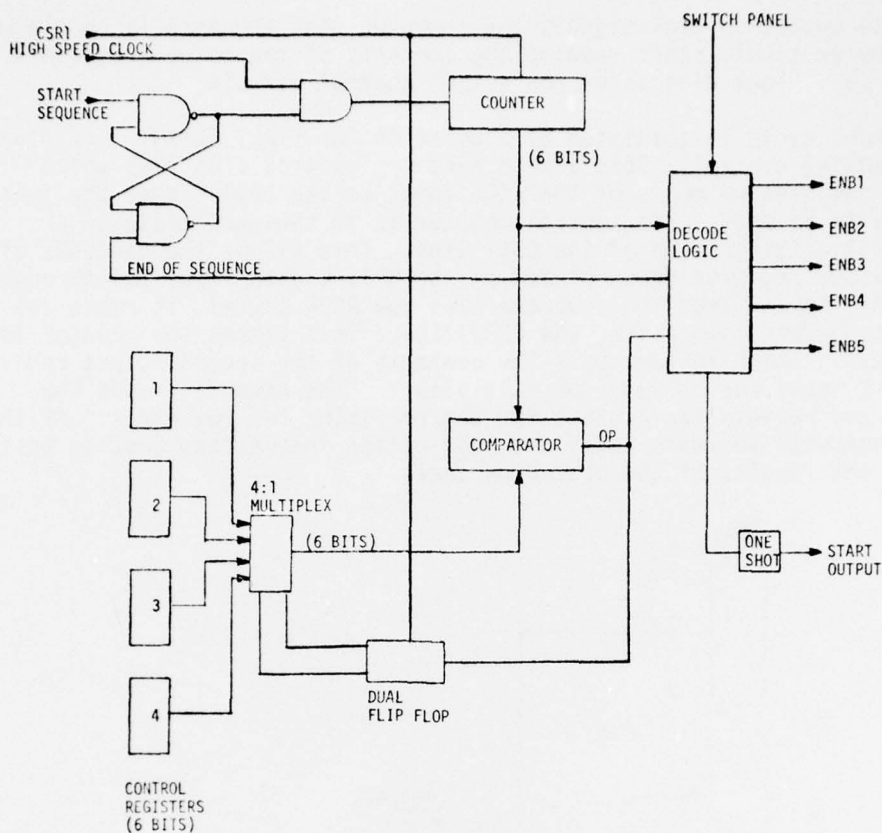 SWITCH PANEL
CSR1
HIGH SPEED CLOCK
START
SEQUENCE
COUNTER
(6 BITS)
DECODE
LOGIC
ENB1
ENB2
ENB3
ENB4
ENB5
END OF SEQUENCE
1
2
3
4
4:1
MULTIPLEX
(6 BITS)
COMPARATOR
OP
ONE
SHOT
START
OUTPUT
DUAL
FLIP FLOP
CONTROL
REGISTERS
(6 BITS)